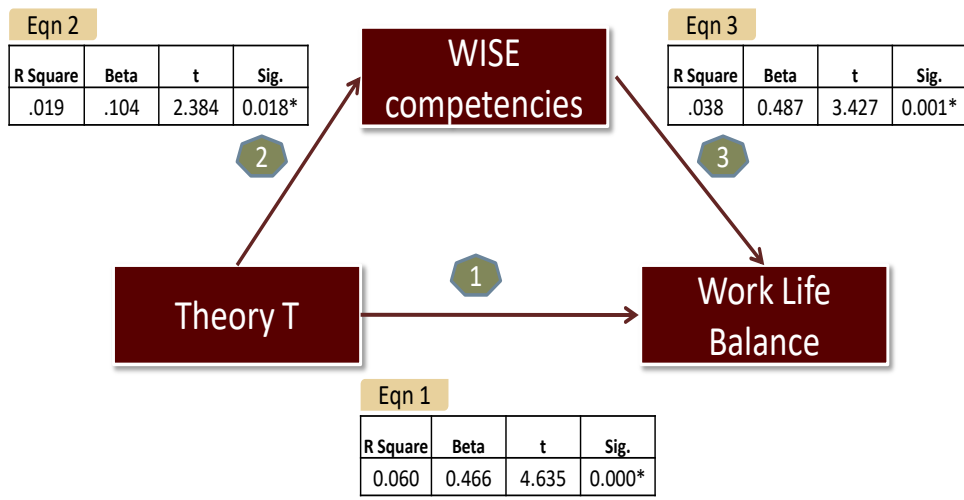 Eqn 2
R Square Beta t Sig.
.019 .104 2.384 0.018*
WISE
competencies
Eqn 3
R Square Beta t Sig.
.038 0.487 3.427 0.001*
2
3
Theory T
1
Work Life
Balance
Eqn 1
R Square Beta t Sig.
0.060 0.466 4.635 0.000*